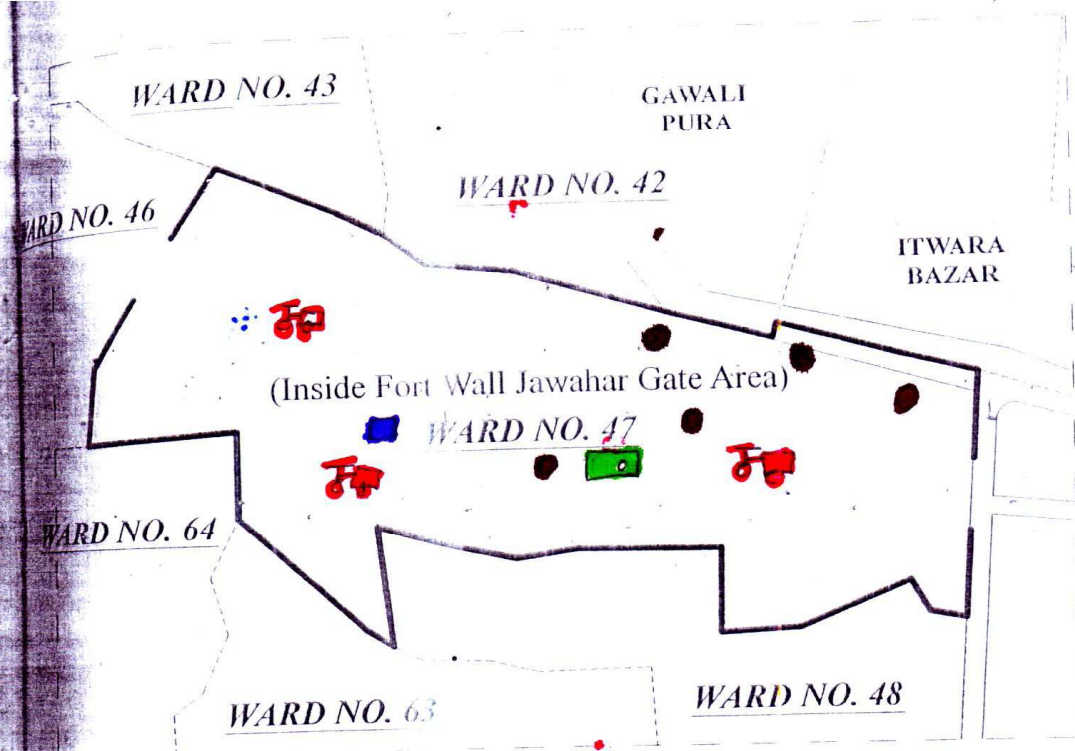 WARD NO. 43
GAWALI
PURA
WARD NO. 42
WARD NO. 46
ITWARA
BAZAR
(Inside Fort Wall Jawahar Gate Area)
WARD NO. 47
WARD NO. 64
WARD NO. 48
WARD NO. 63